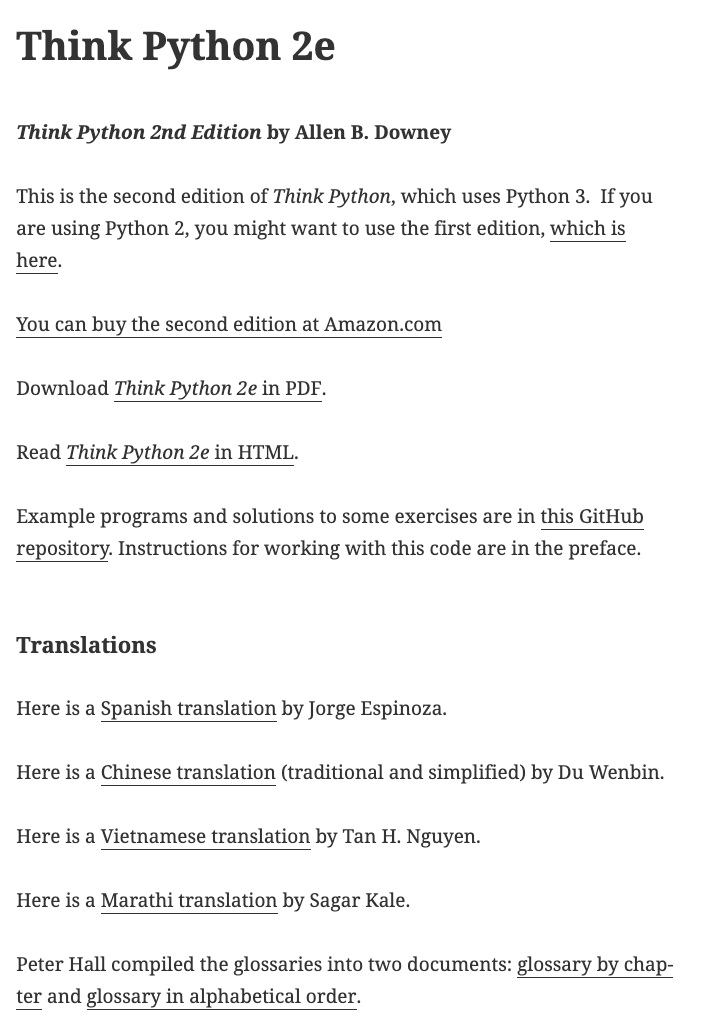 Think Python 2e
Think Python 2nd Edition by Allen B. Downey
This is the second edition of Think Python, which uses Python 3.  If you
are using Python 2, you might want to use the first edition, which is
here.
You can buy the second edition at Amazon.com
Download Think Python 2e in PDF.
Read Think Python 2e in HTML.
Example programs and solutions to some exercises are in this GitHub
repository. Instructions for working with this code are in the preface.
Translations
Here is a Spanish translation by Jorge Espinoza.
Here is a Chinese translation (traditional and simplified) by Du Wenbin.
Here is a Vietnamese translation by Tan H. Nguyen.
Here is a Marathi translation by Sagar Kale.
Peter Hall compiled the glossaries into two documents: glossary by chap-
ter and glossary in alphabetical order.